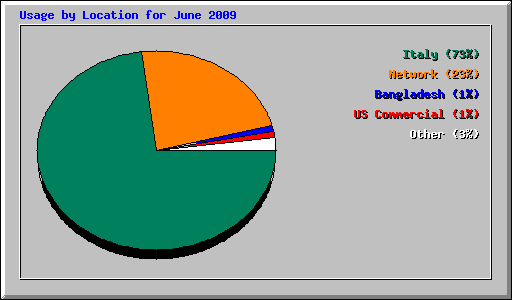 Usage by Location for June 2009
Italy (73%)
Network (23%)
Bangladesh (1%)
US Commercial (1%)
Other (3%)